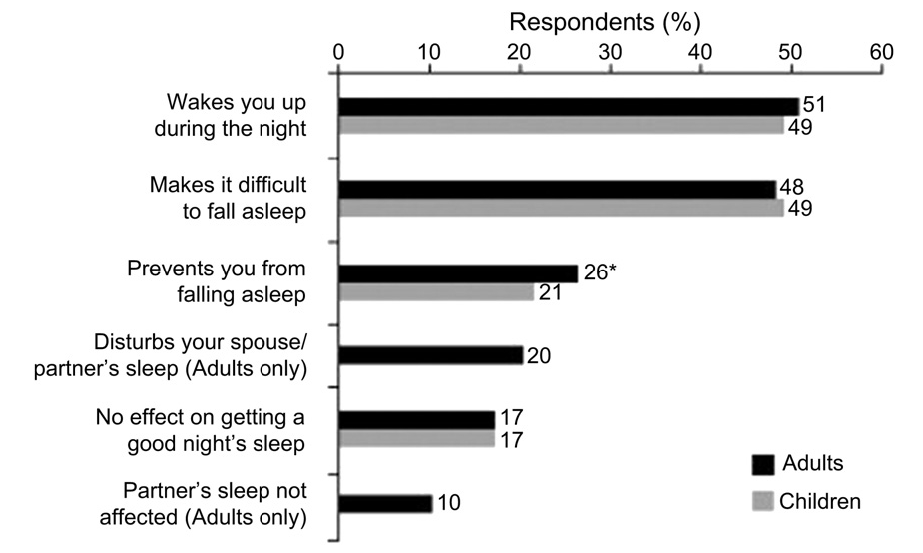 Respondents (%)
0 10 20 30 40 50 60
Wakes you up
during the night
51
49
Makes it difficult
to fall asleep
48
49
Prevents you from
falling asleep
26*
21
Disturbs your spouse/
partner’s sleep (Adults only)
20
No effect on getting a
good night’s sleep
17
17
Partner’s sleep not
affected (Adults only)
10
Adults
Children